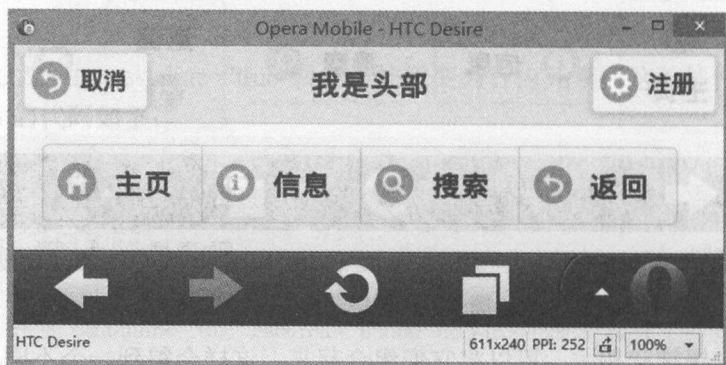 Opera Mobile - HTC Desire
取消 我是头部 注册
主页 信息 搜索 返回
HTC Desire 611x240 PPI: 252 100%